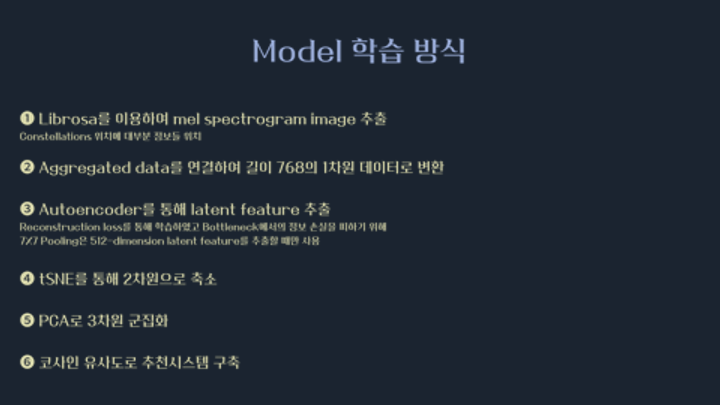 Model 학습 방식
❶ Librosa를 이용하여 mel spectrogram image 추출
Constellations 위치에 대부분 정보들 위치
❷ Aggregated data를 연결하여 길이 768의 1차원 데이터로 변환
❸ Autoencoder를 통해 latent feature 추출
Reconstruction loss를 통해 학습하였고 Bottleneck에서의 정보 손실을 피하기 위해
7X7 Pooling은 512-dimension latent feature를 추출할 때만 사용
❹ tSNE를 통해 2차원으로 축소
❺ PCA로 3차원 군집화
❻ 코사인 유사도로 추천시스템 구축